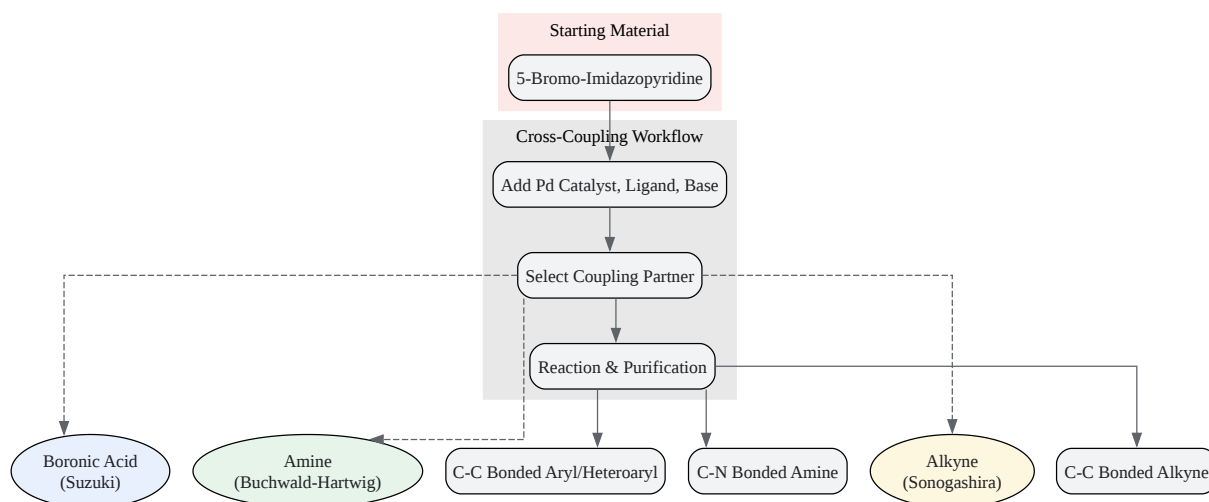 Starting Material
5-Bromo-Imidazopyridine
Cross-Coupling Workflow
Add Pd Catalyst, Ligand, Base
Select Coupling Partner
Reaction & Purification
Boronic Acid
(Suzuki)
Amine
(Buchwald-Hartwig)
C-C Bonded Aryl/Heteroaryl
C-N Bonded Amine
Alkyne
(Sonogashira)
C-C Bonded Alkyne